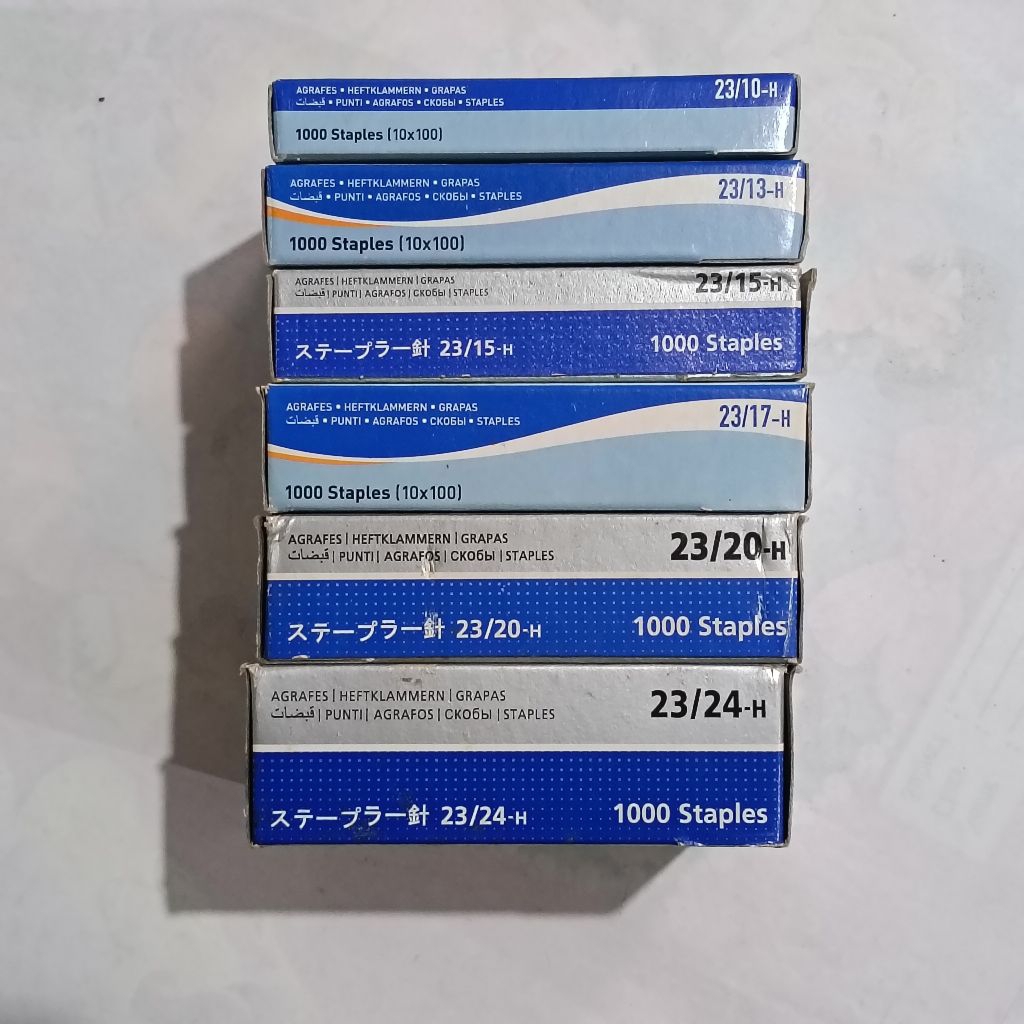 AGRAFES ▪ HEFTKLAMMERN ▪ GRAPAS
قبضات ▪ PUNTI ▪ AGRAFOS ▪ СКОБЫ ▪ STAPLES
23/10-H
1000 Staples (10x100)
AGRAFES ▪ HEFTKLAMMERN ▪ GRAPAS
قبضات ▪ PUNTI ▪ AGRAFOS ▪ СКОБЫ ▪ STAPLES
23/13-H
1000 Staples (10x100)
AGRAFES | HEFTKLAMMERN | GRAPAS
قبضات | PUNTI | AGRAFOS | СКОбЫ | STAPLES
23/15-H
ステープラー針 23/15-H
1000 Staples
AGRAFES ▪ HEFTKLAMMERN ▪ GRAPAS
قبضات ▪ PUNTI ▪ AGRAFOS ▪ СКОБЫ ▪ STAPLES
23/17-H
1000 Staples (10x100)
AGRAFES | HEFTKLAMMERN | GRAPAS
قبضات | PUNTI | AGRAFOS | СКОбЫ | STAPLES
23/20-H
ステープラー針 23/20-H
1000 Staples
AGRAFES | HEFTKLAMMERN | GRAPAS
قبضات | PUNTI | AGRAFOS | СКОбЫ | STAPLES
23/24-H
ステープラー針 23/24-H
1000 Staples